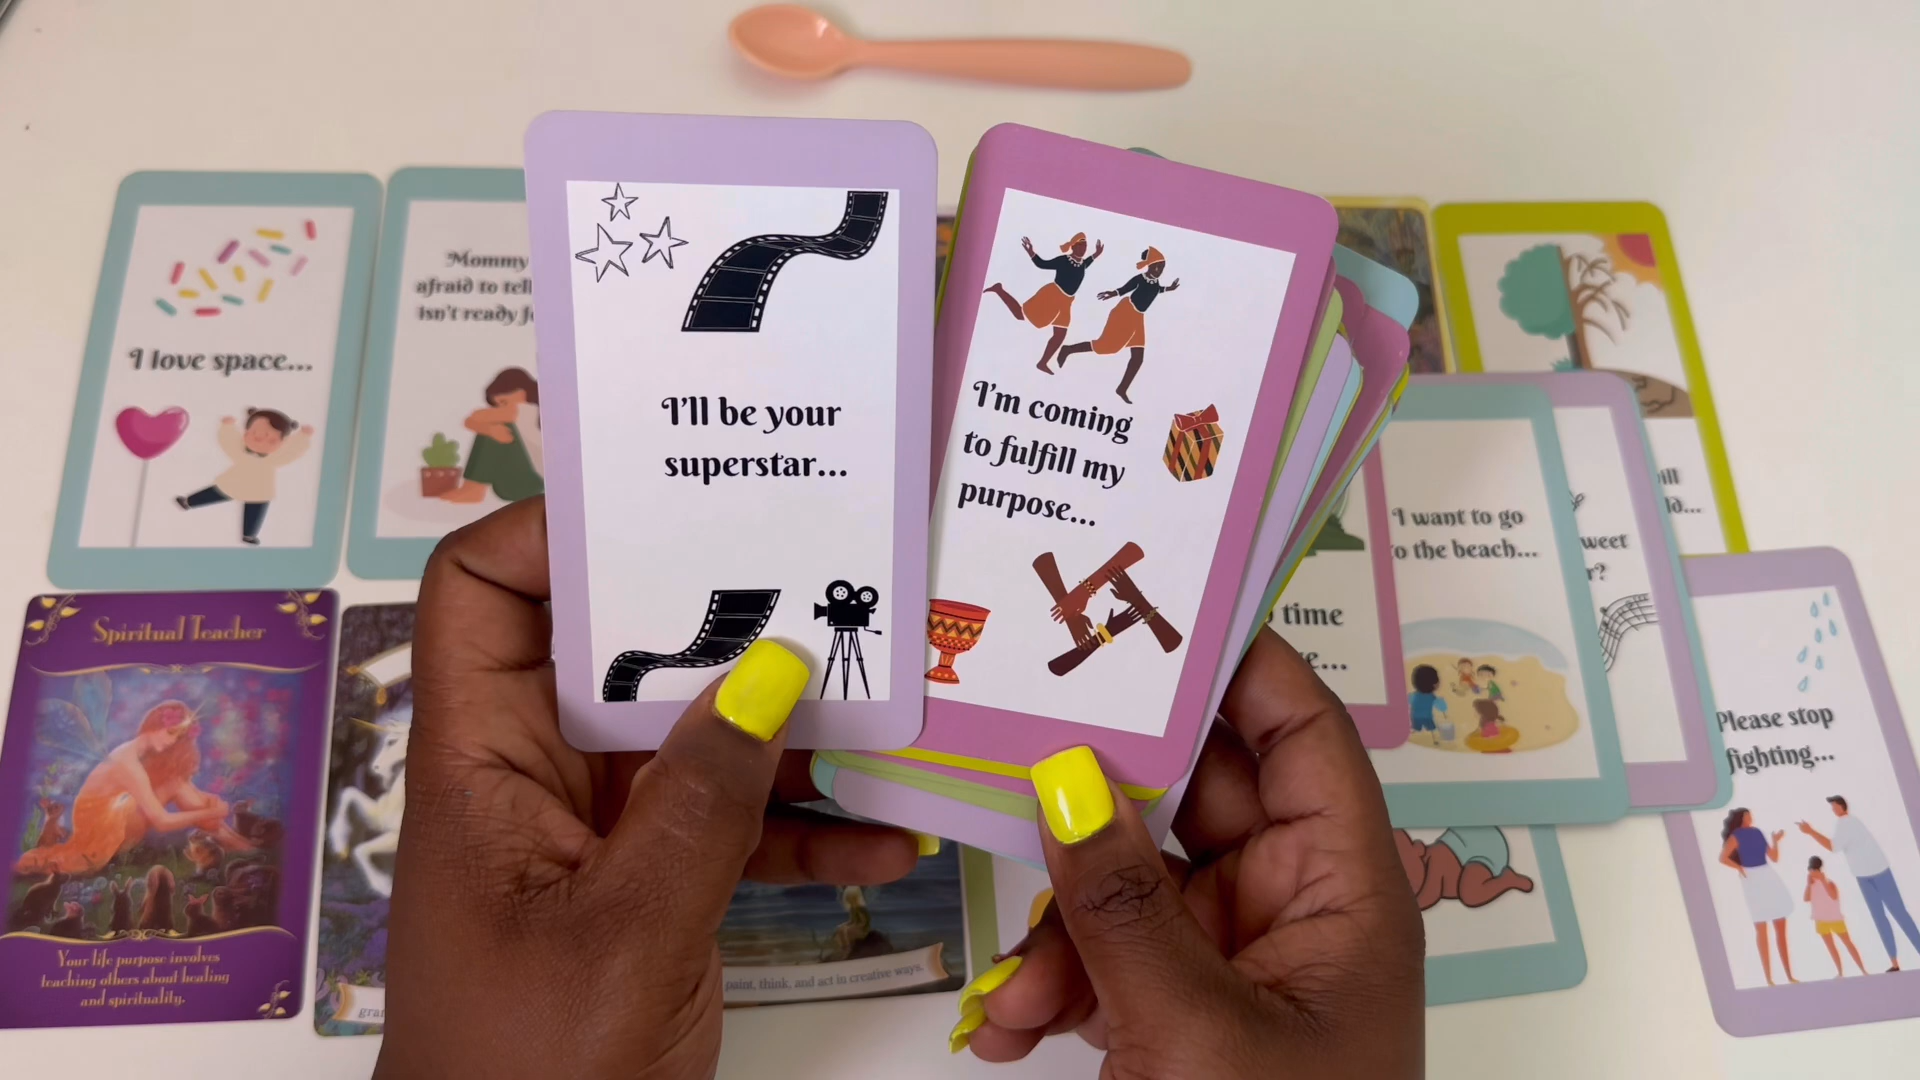 I love space...
Mommy
afraid to tell
isn't ready
I'll be your
superstar...
I'm coming
to fulfill my
purpose...
time
I want to go
to the beach...
Please stop
fighting...
Spiritual Teacher
Your life purpose involves
teaching others about healing
and spirituality.
paint, think, and act in creative ways.